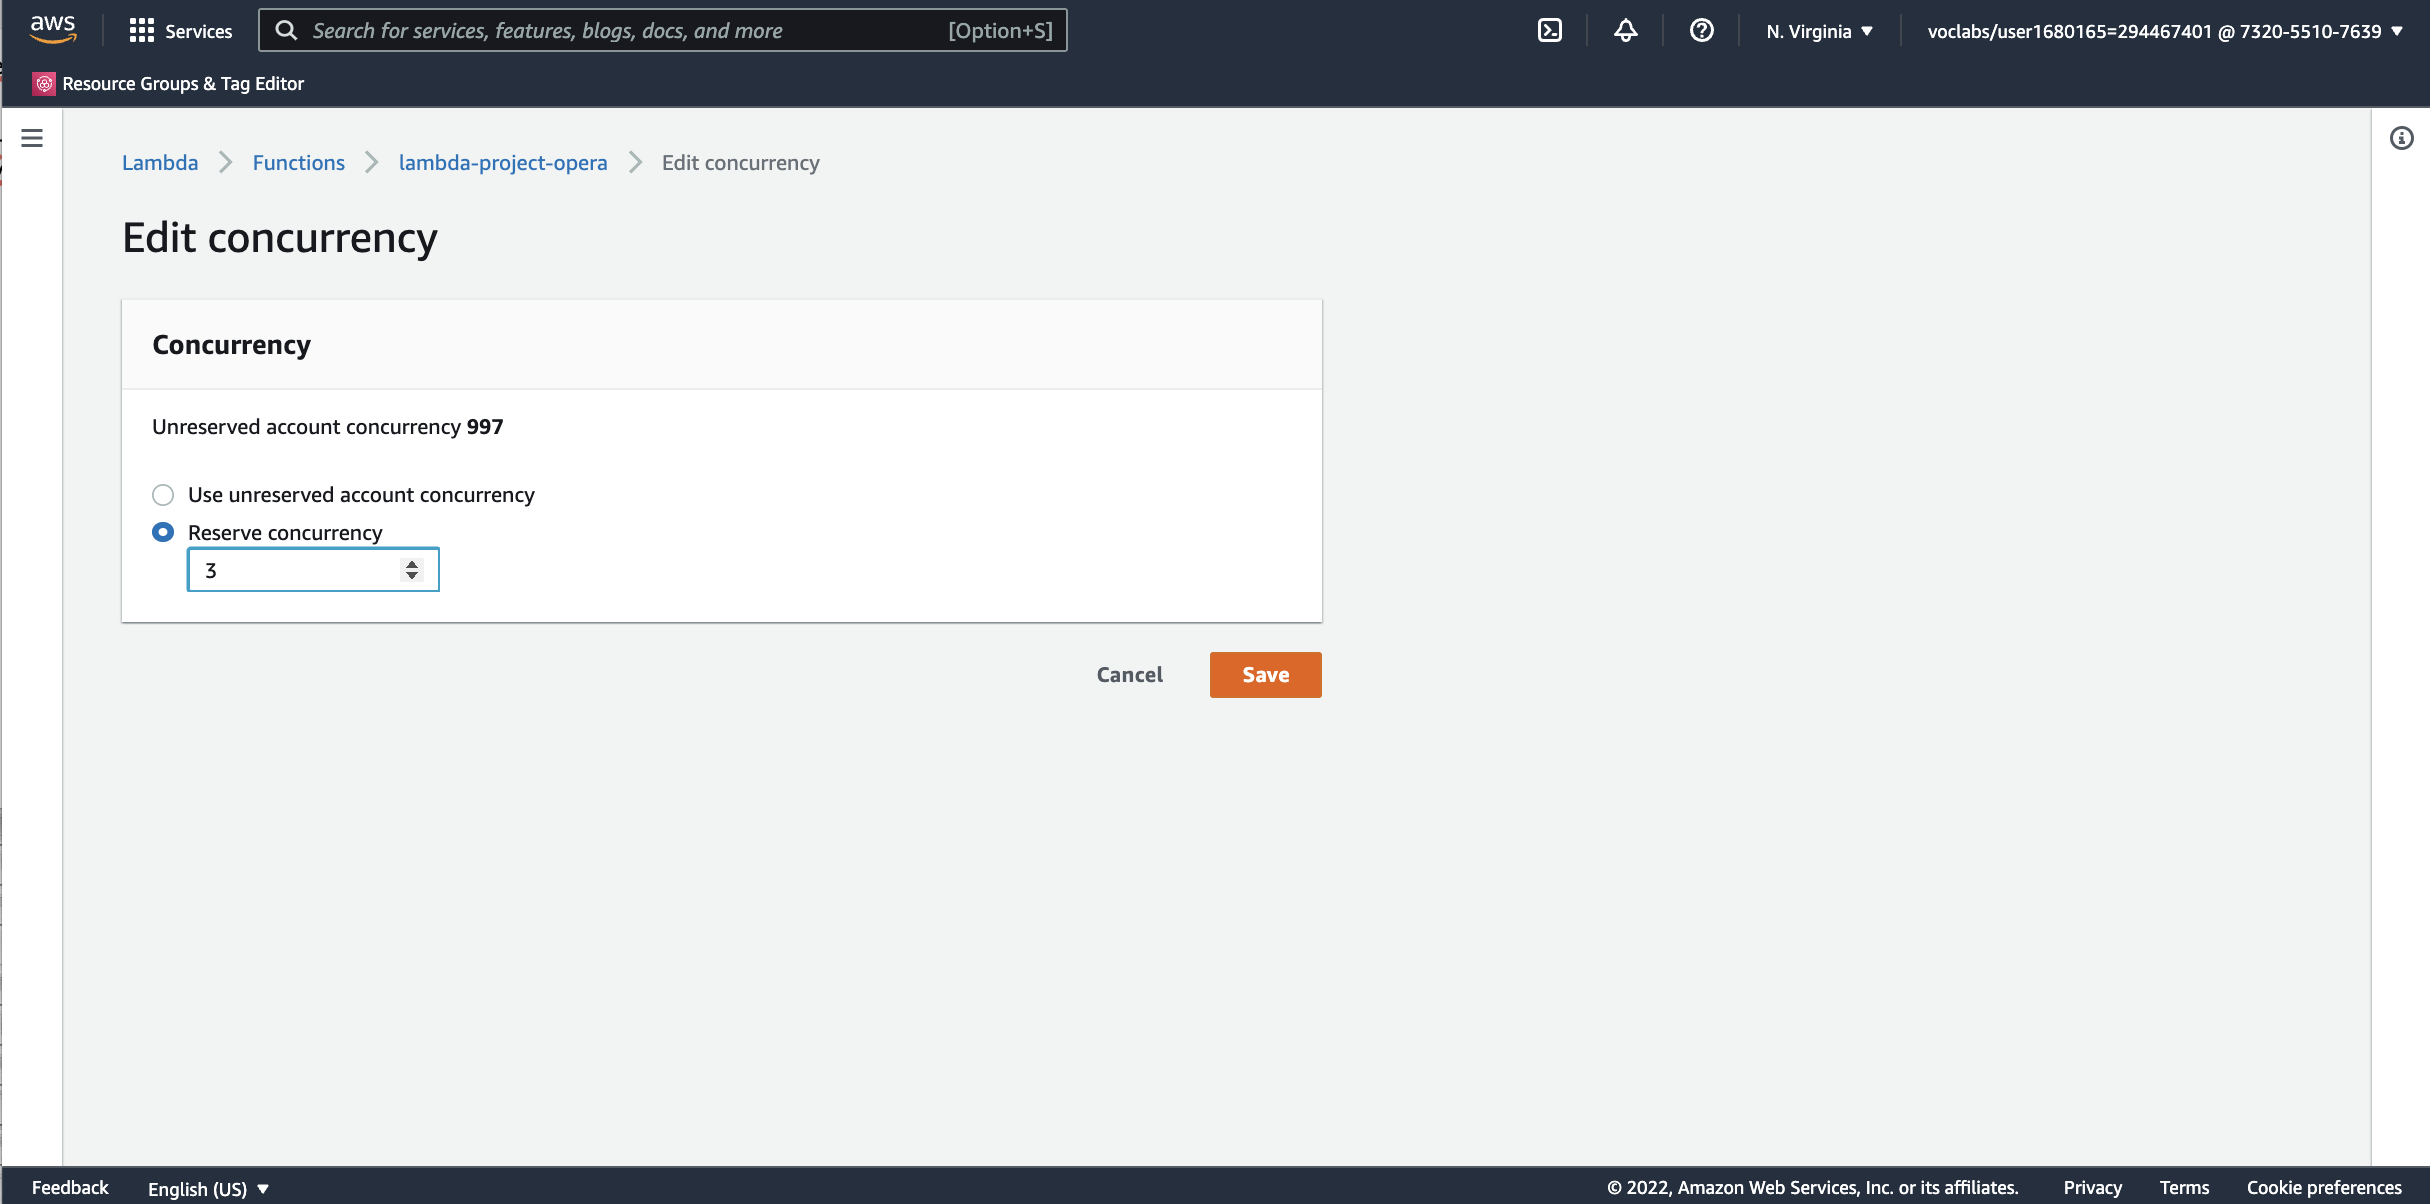 aws
Services
Search for services, features, blogs, docs, and more [Option+S]
N. Virginia
voclabs/user1680165=294467401 @ 7320-5510-7639
Resource Groups & Tag Editor
Lambda
Functions
lambda-project-opera
Edit concurrency
Edit concurrency
Concurrency
Unreserved account concurrency 997
Use unreserved account concurrency
Reserve concurrency
3
Cancel
Save
Feedback
English (US)
© 2022, Amazon Web Services, Inc. or its affiliates.
Privacy
Terms
Cookie preferences